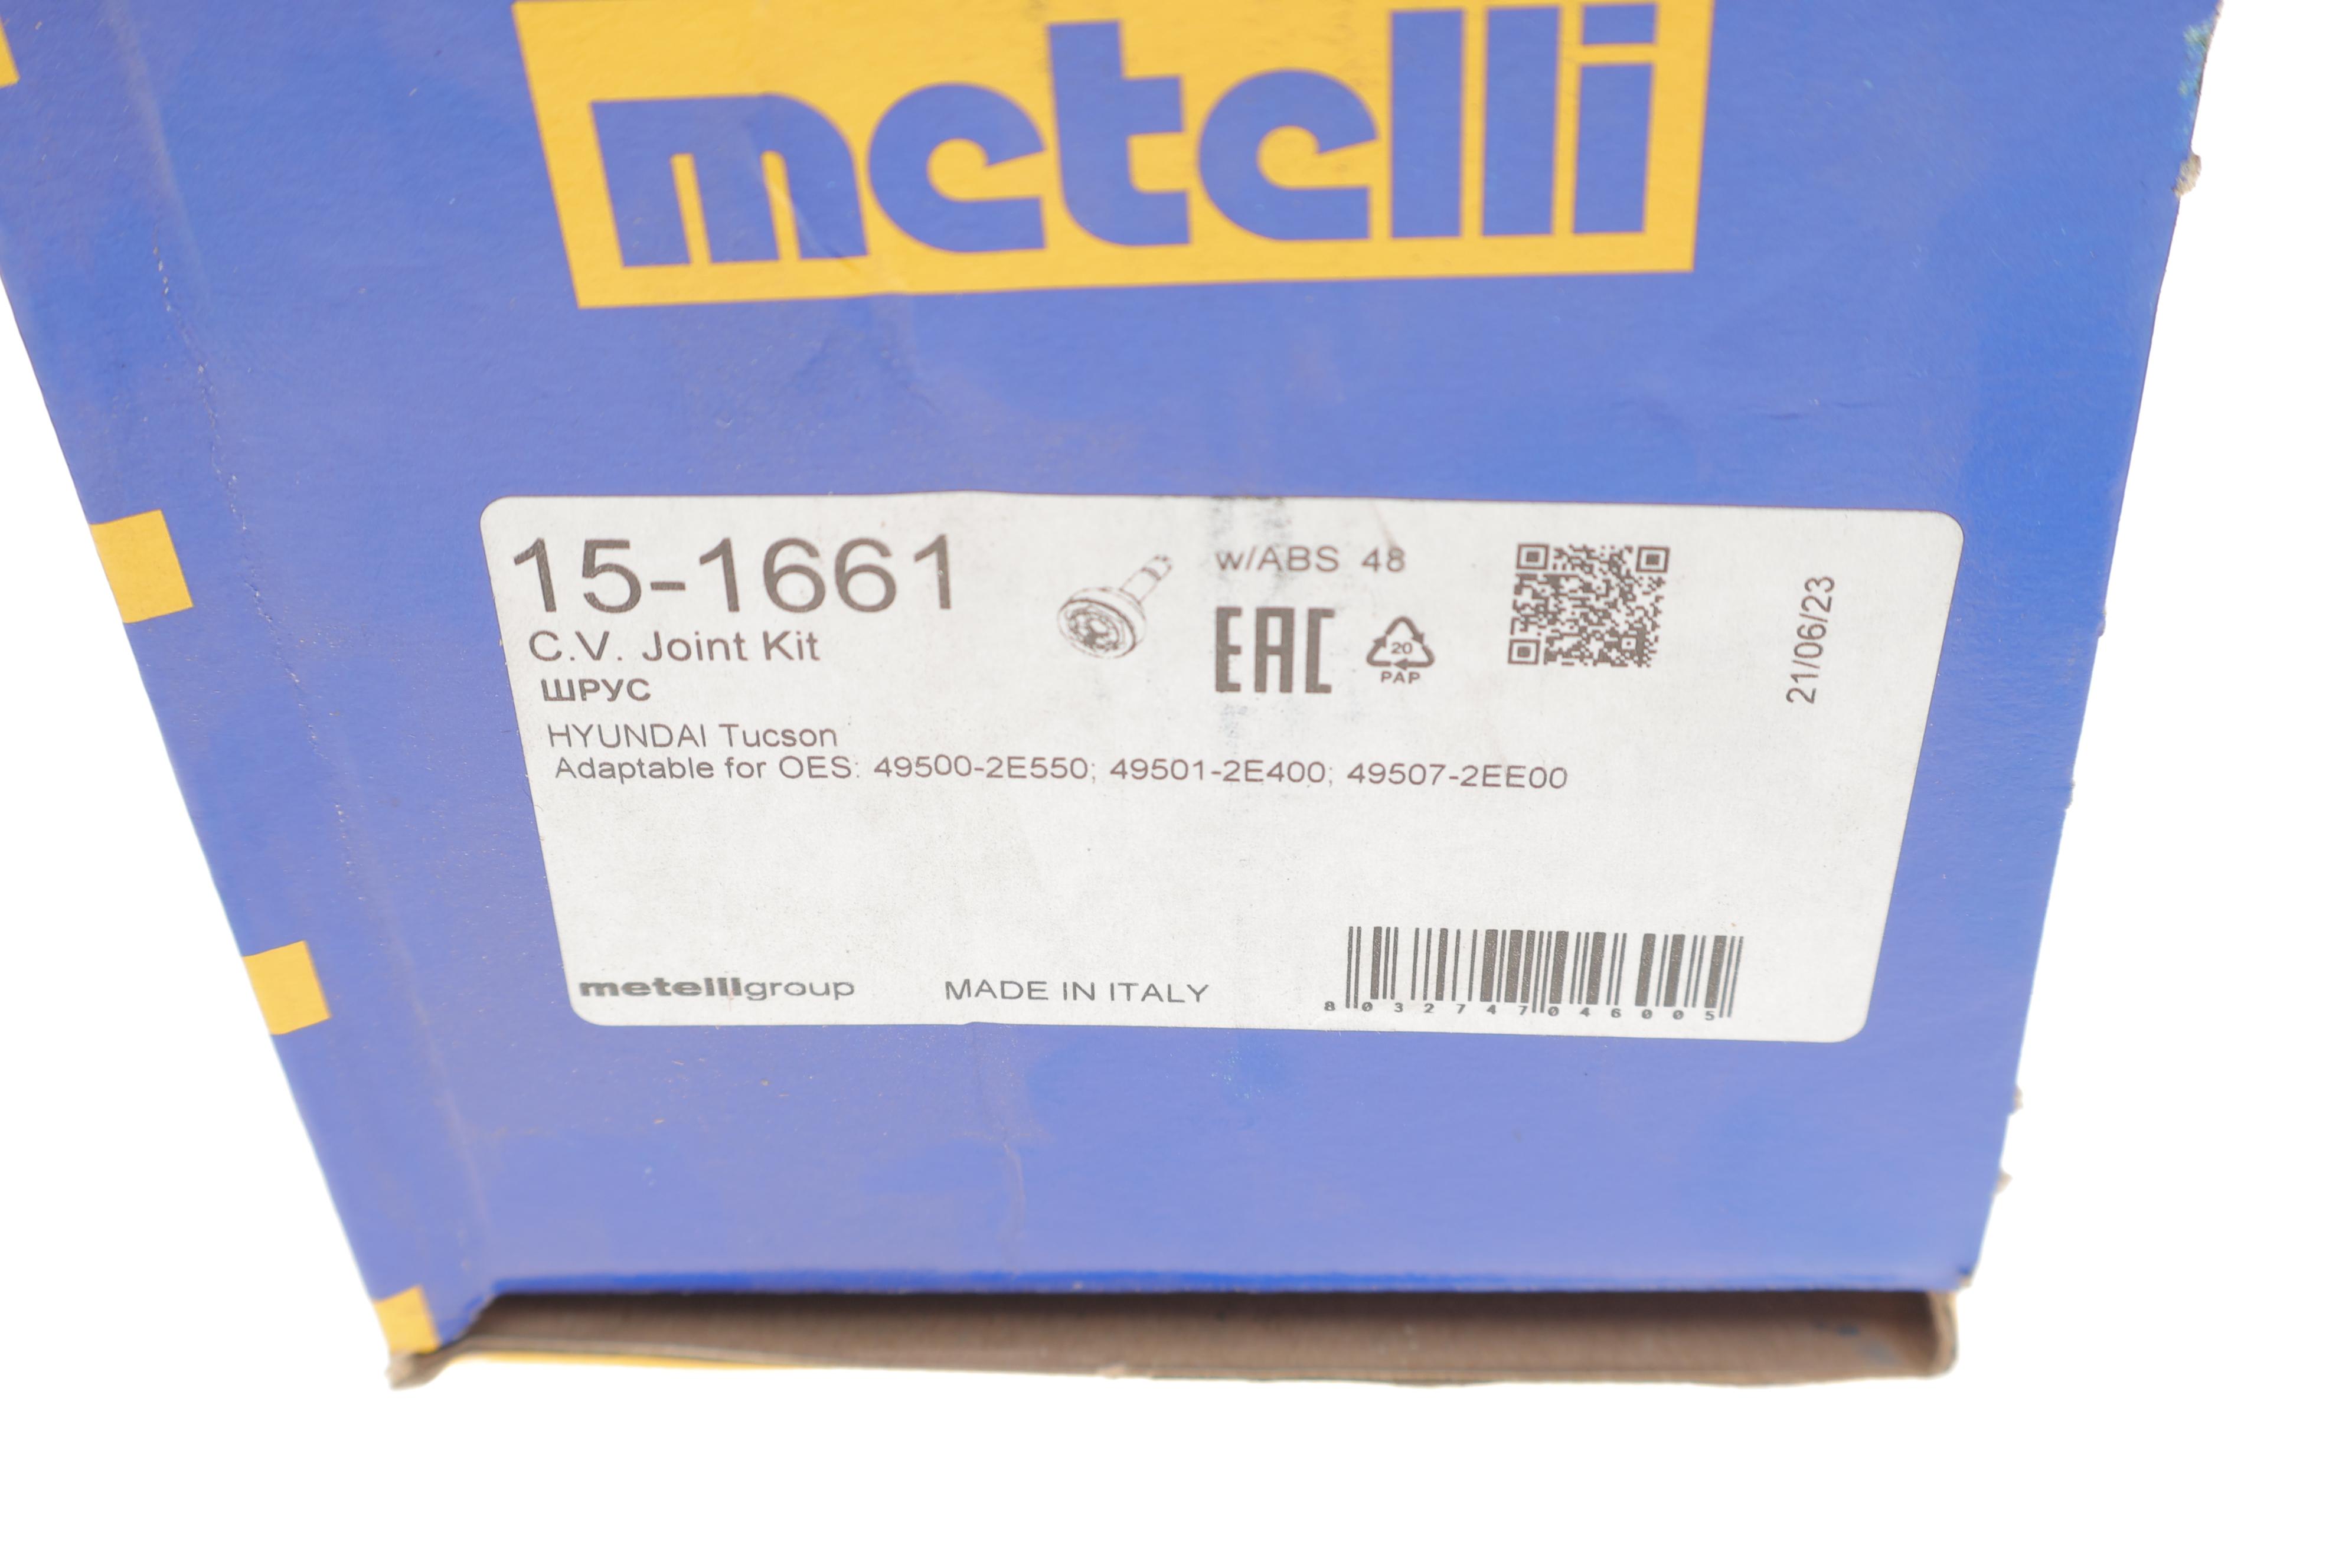 metelli
15-1661
w/ABS 48
C.V. Joint Kit
EAC
20
PAP
21/06/23
ШРУС
HYUNDAI Tucson
Adaptable for OES: 49500-2E550; 49501-2E400; 49507-2EE00
metelligroup
MADE IN ITALY
8032747046005